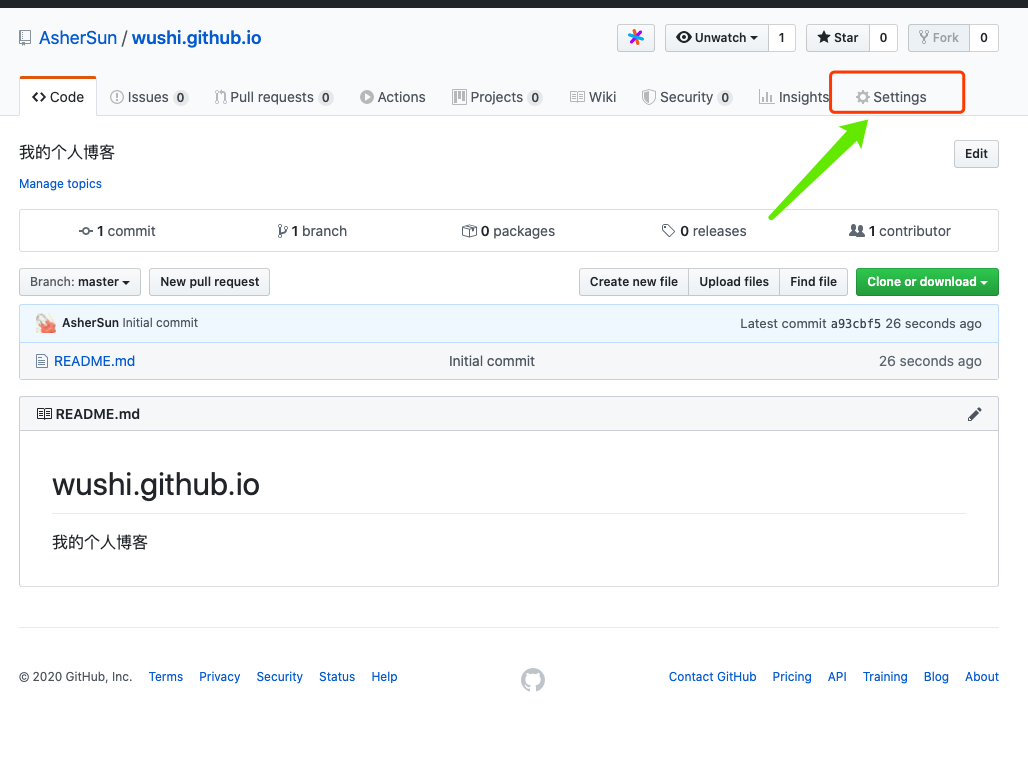 AsherSun / wushi.github.io
Unwatch 1 Star 0 Fork 0
Code Issues 0 Pull requests 0 Actions Projects 0 Wiki Security 0 Insights Settings
我的个人博客
Edit
Manage topics
1 commit 1 branch 0 packages 0 releases 1 contributor
Branch: master New pull request Create new file Upload files Find file Clone or download
AsherSun Initial commit Latest commit a93cbf5 26 seconds ago
README.md Initial commit 26 seconds ago
README.md
wushi.github.io
我的个人博客
© 2020 GitHub, Inc. Terms Privacy Security Status Help Contact GitHub Pricing API Training Blog About